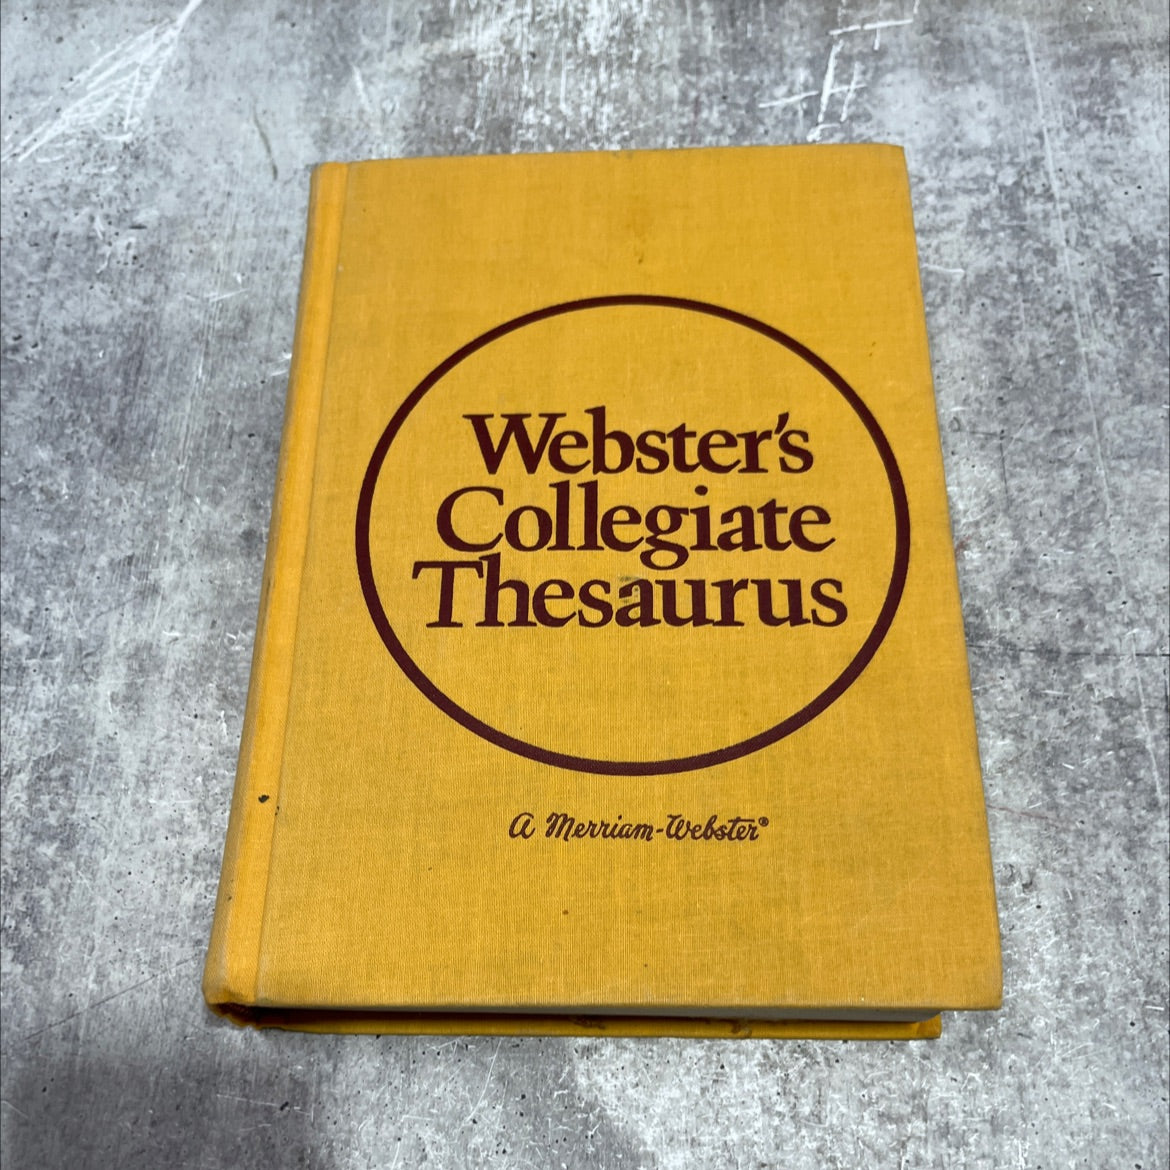 Webster's
Collegiate
Thesaurus
A Merriam-Webster®